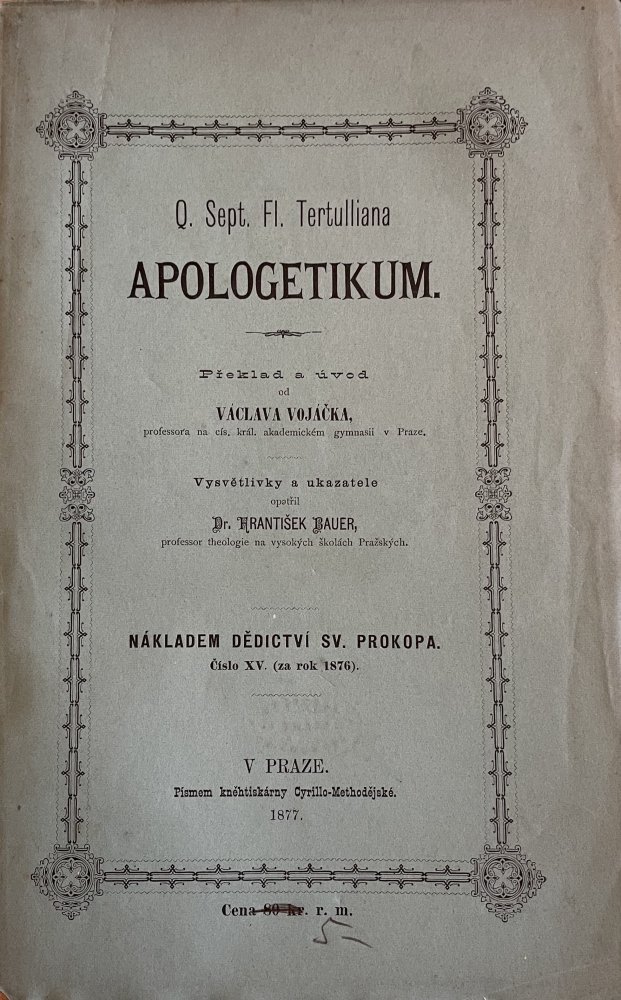 Q. Sept. Fl. Tertulliana
APOLOGETIKUM.
Překlad a úvod
od
VÁCLAVA VOJÁČKA,
professora na cís. král. akademickém gymnasii v Praze.
Vysvětlivky a ukazatele
opatřil
Dr. FRANTIŠEK BAUER,
professor theologie na vysokých školách Pražských.
NÁKLADEM DĚDICTVÍ SV. PROKOPA.
Číslo XV. (za rok 1876).
V PRAZE.
Písmem kněhtiskárny Cyrillo-Methodějské.
1877.
Cena 80 kr. r. m.
5-